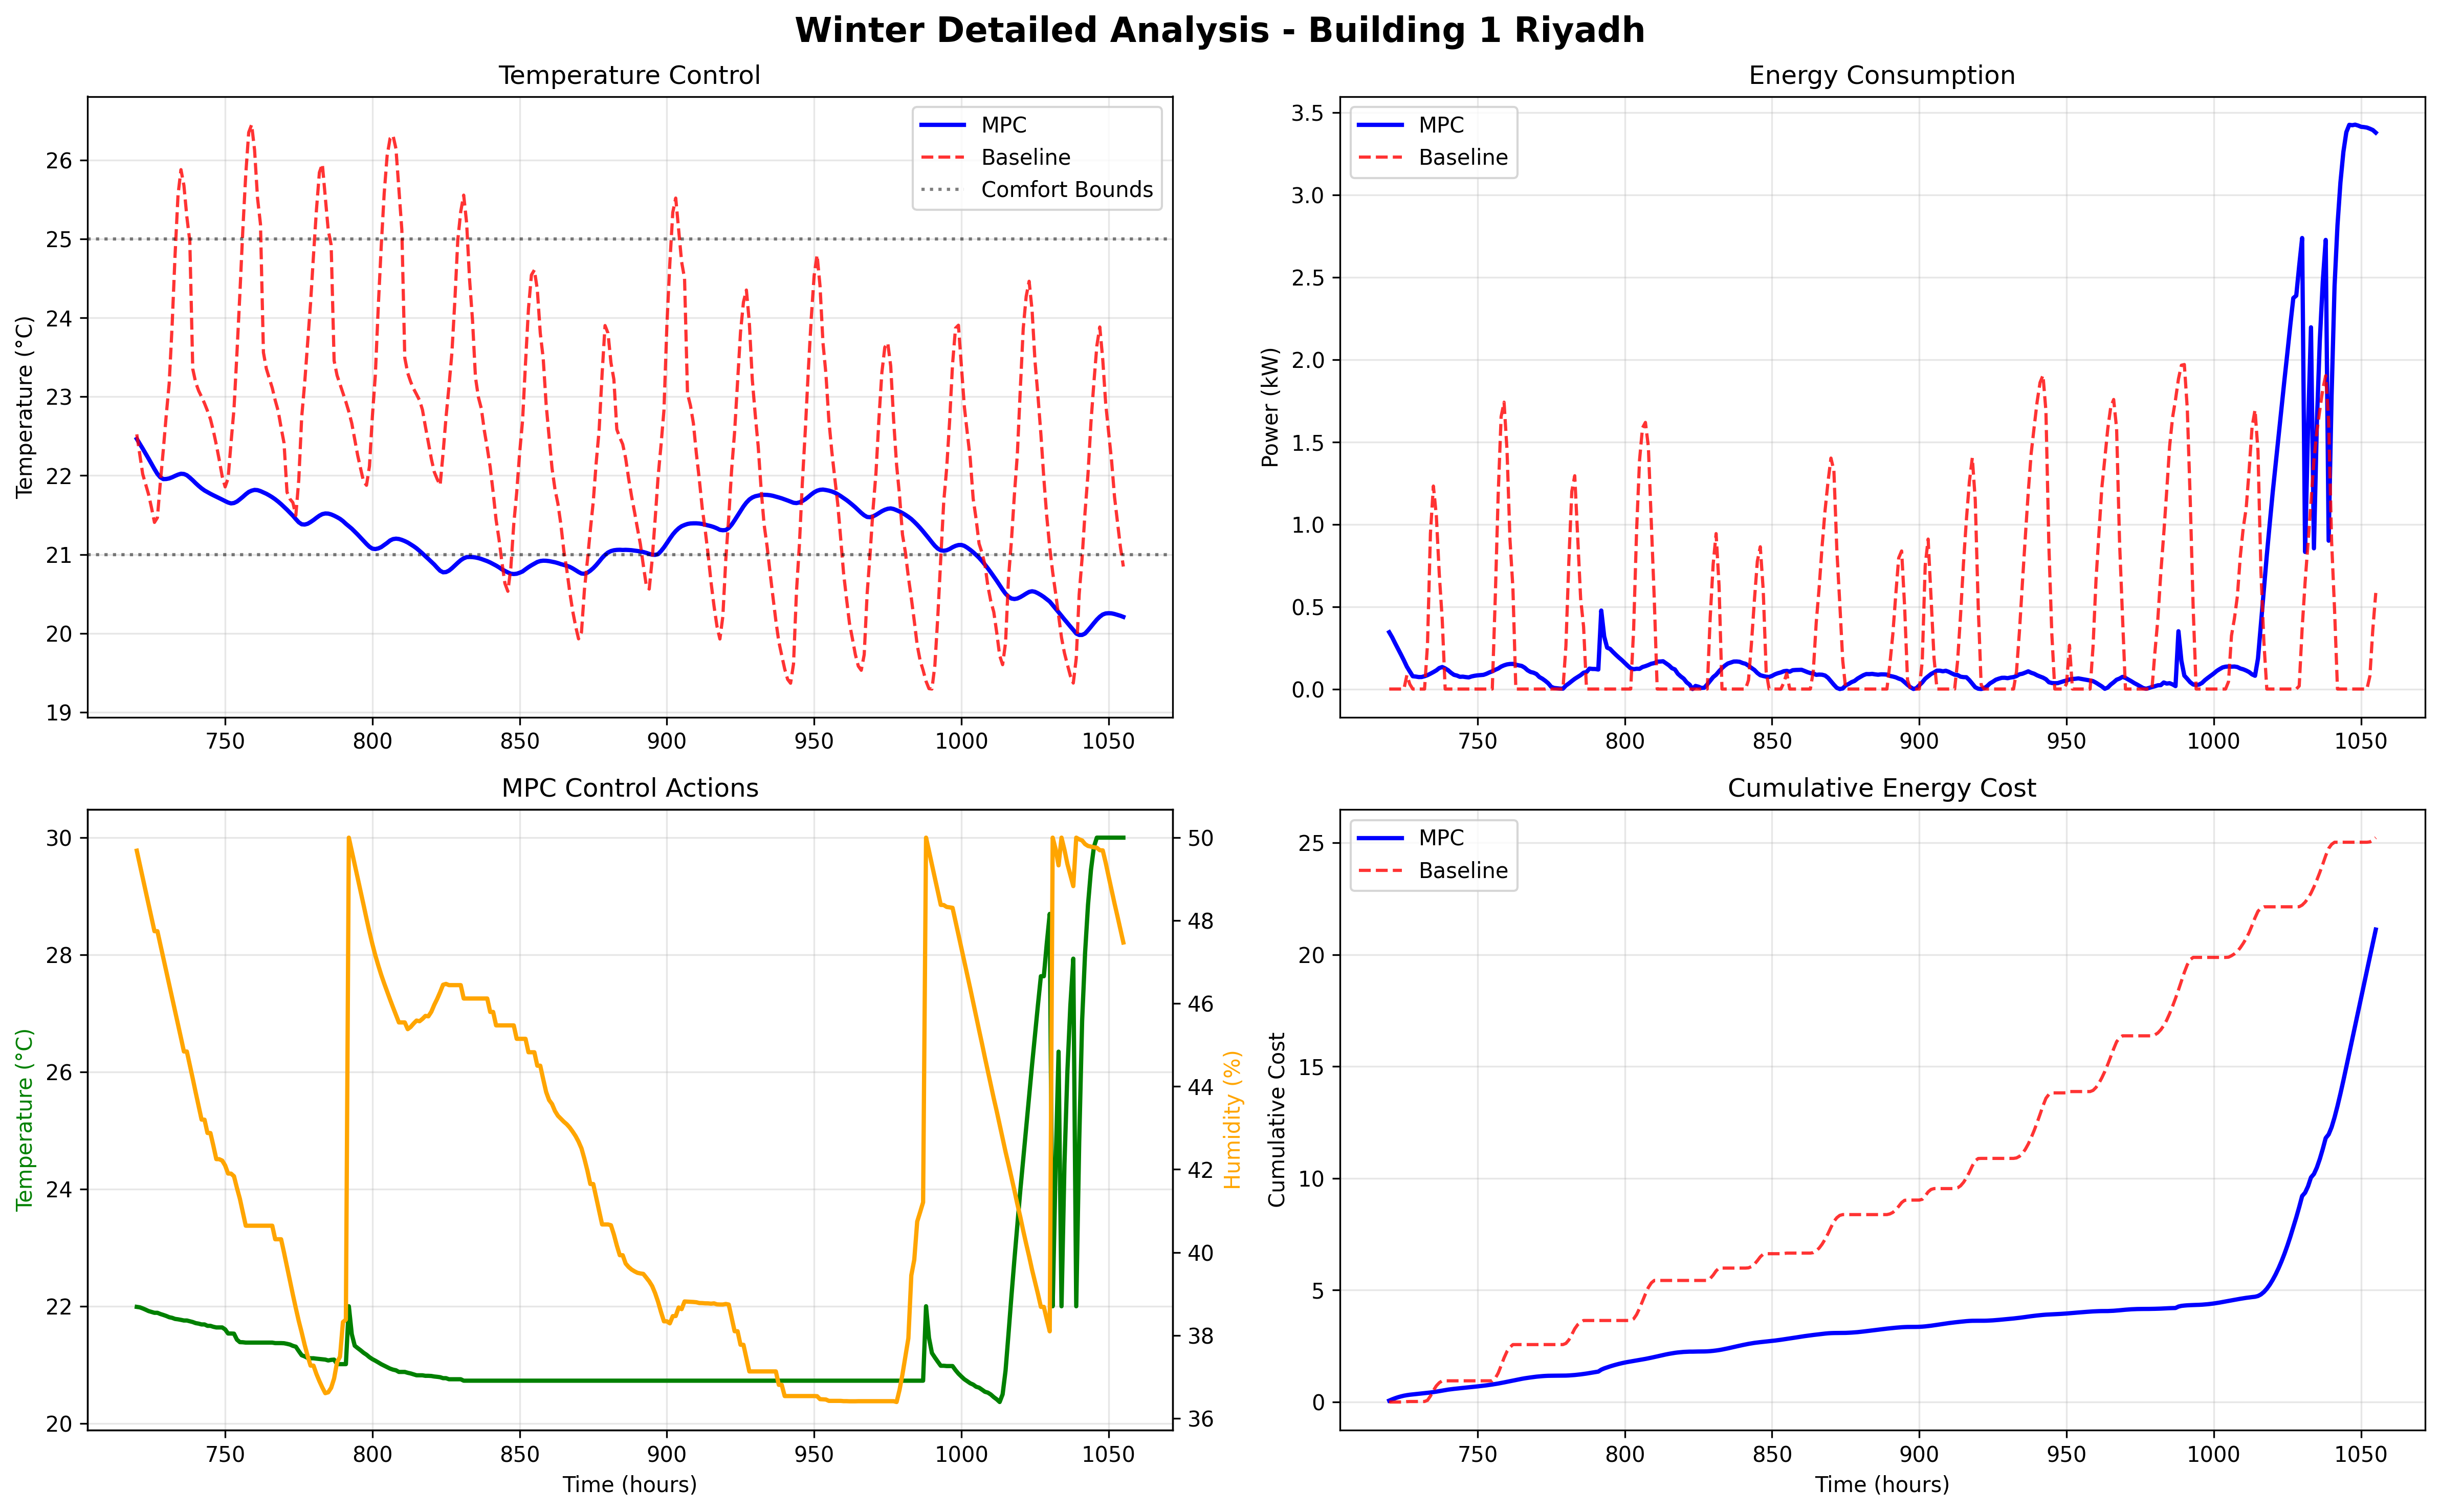 Winter Detailed Analysis - Building 1 Riyadh
Temperature Control
Temperature (°C)
26
25
24
23
22
21
20
19
750 800 850 900 950 1000 1050
MPC
Baseline
Comfort Bounds
Energy Consumption
Power (kW)
3.5
3.0
2.5
2.0
1.5
1.0
0.5
0.0
750 800 850 900 950 1000 1050
MPC
Baseline
MPC Control Actions
Temperature (°C)
30
28
26
24
22
20
50
48
46
44
42
40
38
36
Humidity (%)
750 800 850 900 950 1000 1050
Time (hours)
Cumulative Energy Cost
Cumulative Cost
25
20
15
10
5
0
750 800 850 900 950 1000 1050
Time (hours)
MPC
Baseline